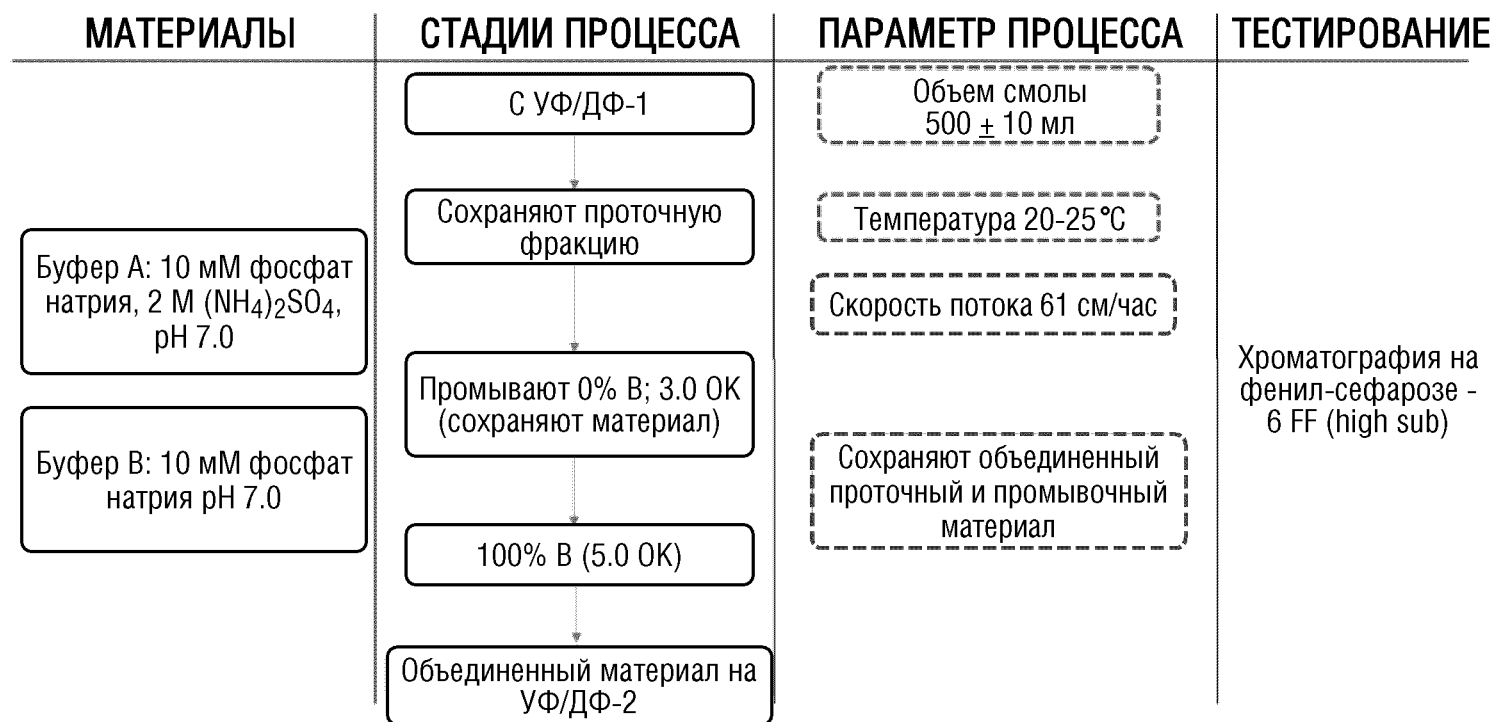 МАТЕРИАЛЫ
СТАДИИ ПРОЦЕССА
ПАРАМЕТР ПРОЦЕССА
ТЕСТИРОВАНИЕ
Буфер А: 10 мМ фосфат
натрия, 2 М (NH4)2SO4,
pH 7.0
Буфер В: 10 мМ фосфат
натрия pH 7.0
С УФ/ДФ-1
Сохраняют проточную
фракцию
Промывают 0% В; 3.0 ОК
(сохраняют материал)
100% В (5.0 ОК)
Объединенный материал на
УФ/ДФ-2
Объем смолы
500 ± 10 мл
Температура 20-25°С
Скорость потока 61 см/час
Сохраняют объединенный
проточный и промывочный
материал
Хроматография на
фенил-сефарозе -
6 FF (high sub)